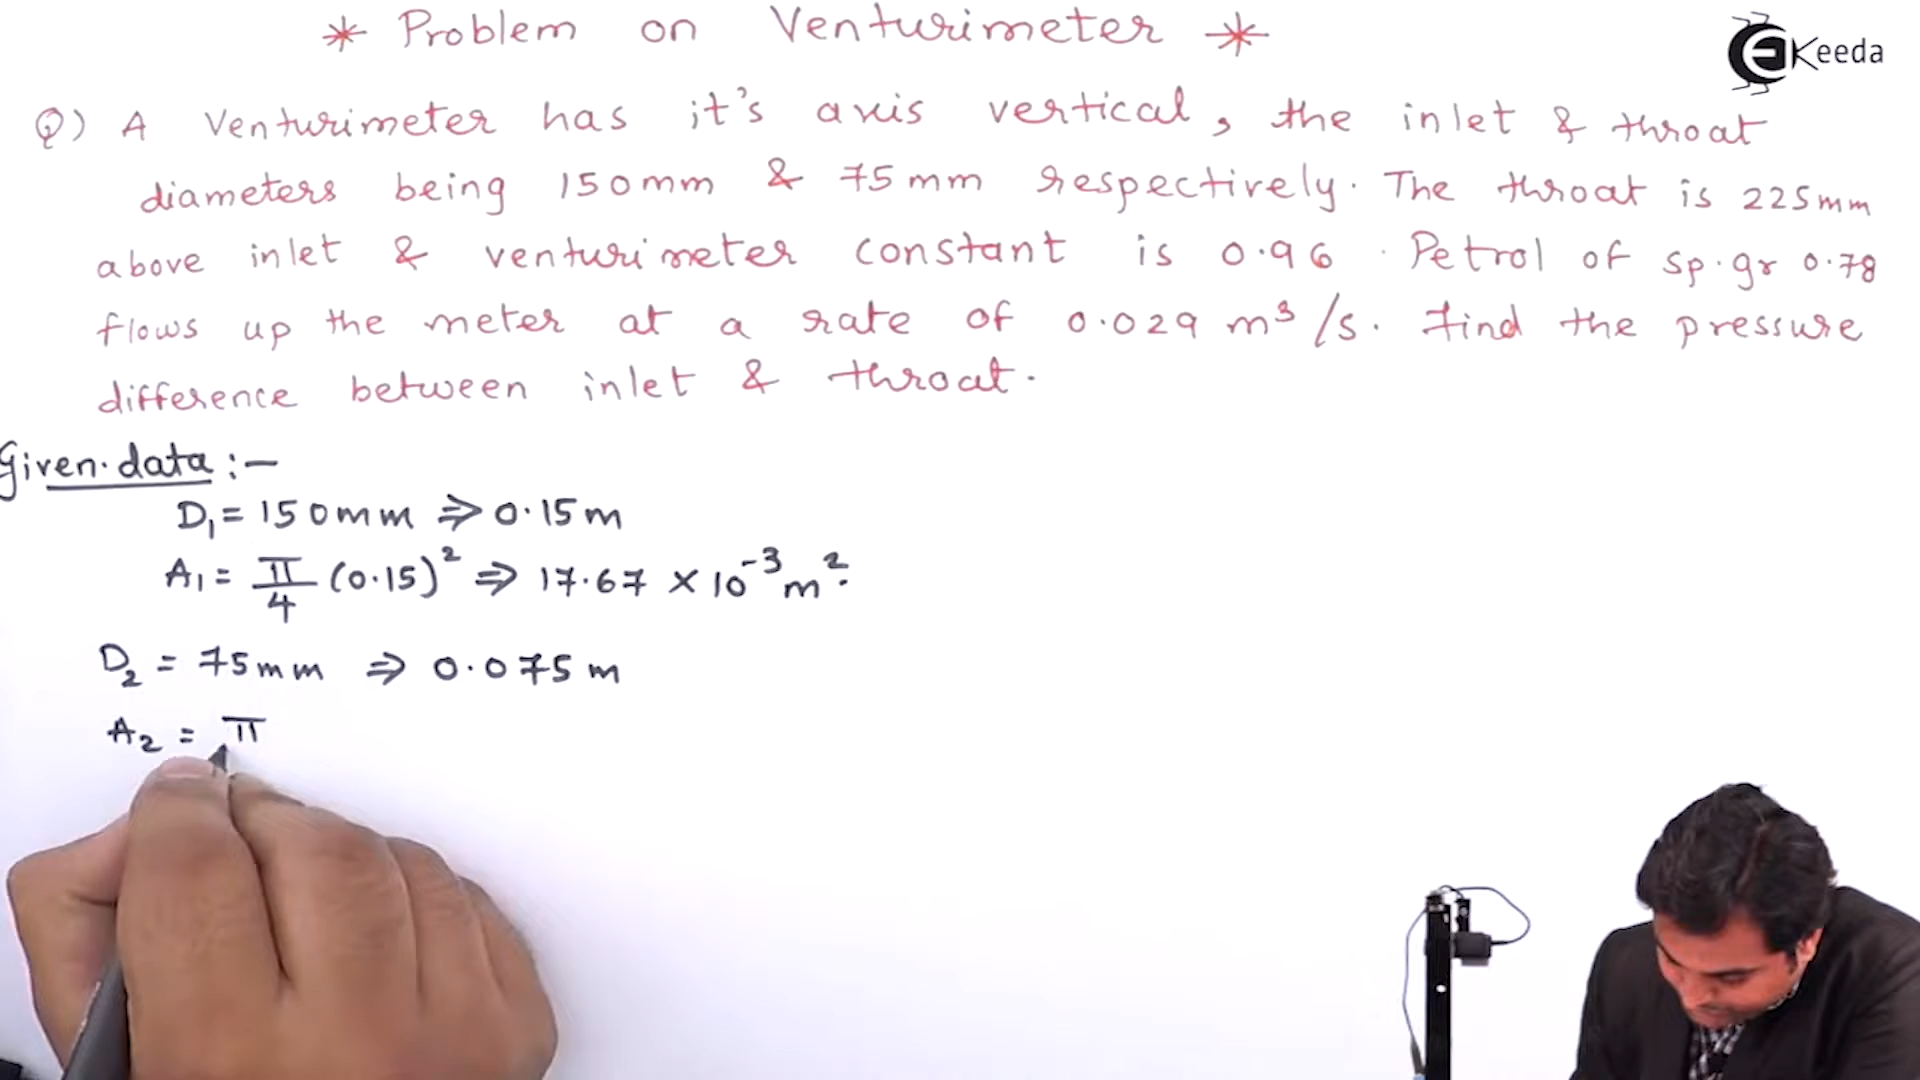 * Problem on Venturimeter *
eKeeda
Q) A Venturimeter has it's axis vertical, the inlet & throat
diameters being 150mm & 75mm respectively. The throat is 225mm
above inlet & venturimeter constant is 0.96 . Petrol of sp.gr 0.78
flows up the meter at a rate of 0.029 m³/s. find the pressure
difference between inlet & throat.
Given data :-
D₁ = 150mm ⇒ 0.15m
A₁ = π/4 (0.15)² ⇒ 17.67 × 10⁻³ m².
D₂ = 75mm ⇒ 0.075 m
A₂ = π